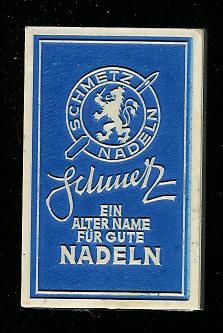 SCHMETZ
NADELN
Schmetz
EIN
ALTER NAME
FÜR GUTE
NADELN